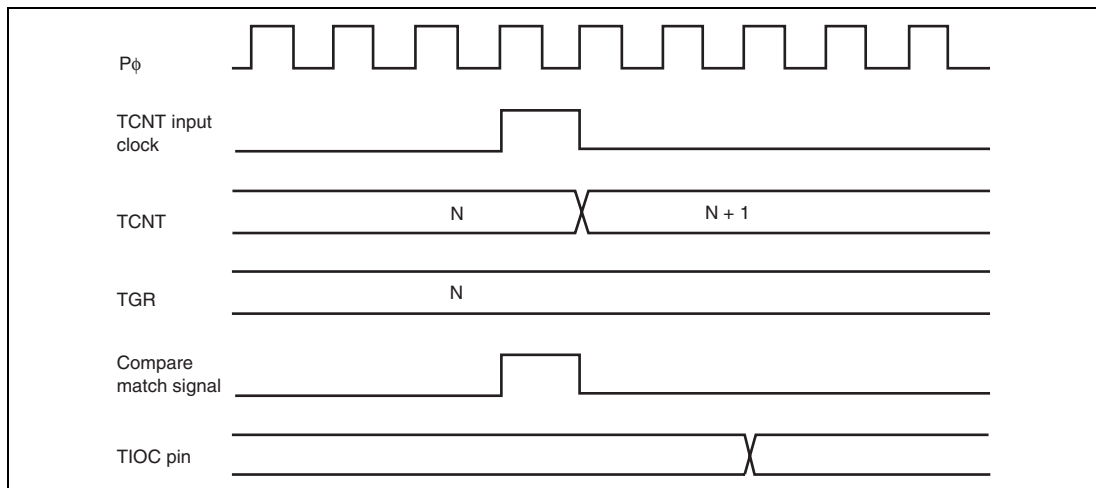 Pϕ
TCNT input
clock
TCNT
N
N + 1
TGR
N
Compare
match signal
TIOC pin